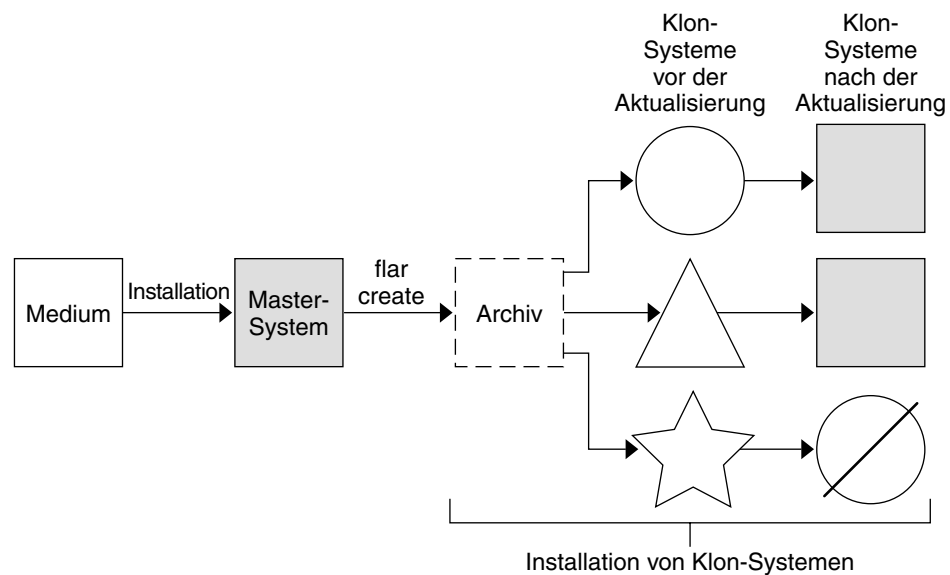 Klon-
Systeme
vor der
Aktualisierung
Klon-
Systeme
nach der
Aktualisierung
Medium
Installation
Master-
System
flar
create
Archiv
Installation von Klon-Systemen